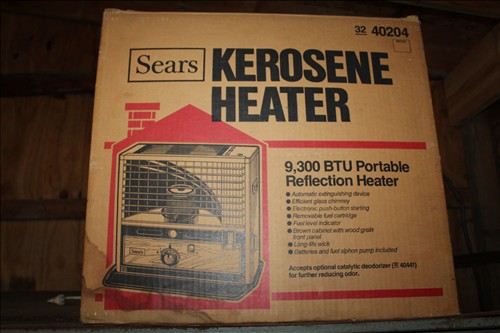 32 40204
Sears KEROSENE
HEATER
9,300 BTU Portable
Reflection Heater
• Automatic extinguishing device
• Efficient glass chimney
• Electronic push-button starting
• Removable fuel cartridge
• Fuel level indicator
• Brown cabinet with wood grain
front panel
• Long-life wick
• Batteries and fuel siphon pump included
Accepts optional catalytic deodorizer (32 40441)
for further reducing odor.
Sears